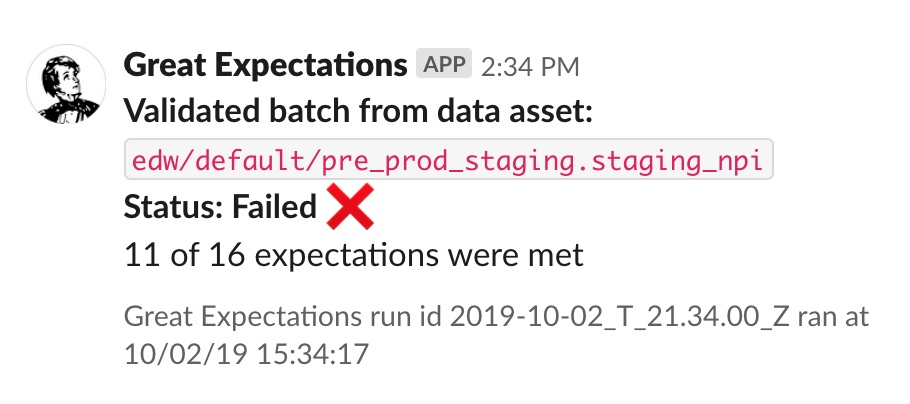 Great Expectations APP 2:34 PM
Validated batch from data asset:
edw/default/pre_prod_staging.staging_npi
Status: Failed ❌
11 of 16 expectations were met
Great Expectations run id 2019-10-02_T_21.34.00_Z ran at
10/02/19 15:34:17